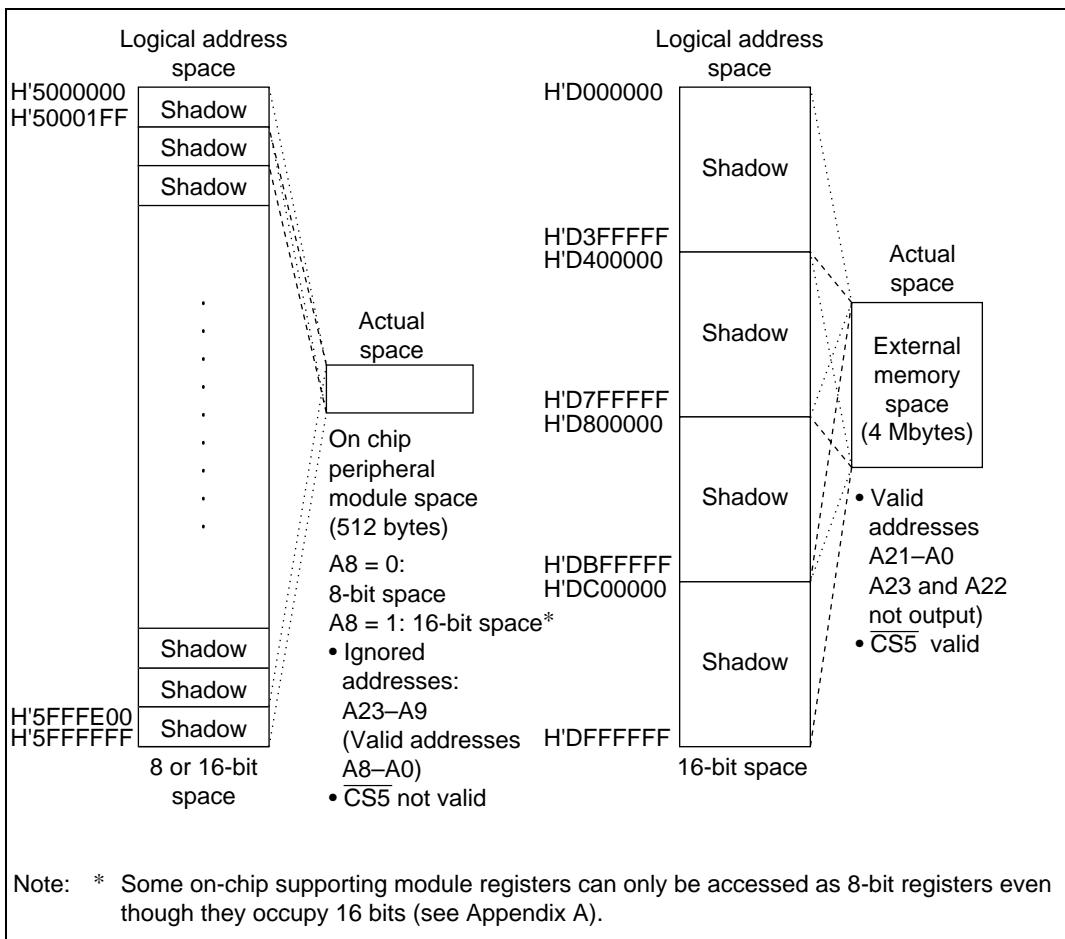 Logical address
space
H'5000000
H'50001FF
Shadow
Shadow
Shadow
Shadow
Shadow
H'5FFFE00
H'5FFFFFF
Shadow
8 or 16-bit
space
Actual
space
On chip
peripheral
module space
(512 bytes)
A8 = 0:
8-bit space
A8 = 1: 16-bit space*
• Ignored
addresses:
A23–A9
(Valid addresses
A8–A0)
• CS5 not valid
Logical address
space
H'D000000
Shadow
H'D3FFFFF
H'D400000
Shadow
H'D7FFFFF
H'D800000
Shadow
H'DBFFFFF
H'DC00000
Shadow
H'DFFFFFF
16-bit space
Actual
space
External
memory
space
(4 Mbytes)
• Valid
addresses
A21–A0
A23 and A22
not output)
• CS5 valid
Note: * Some on-chip supporting module registers can only be accessed as 8-bit registers even
though they occupy 16 bits (see Appendix A).